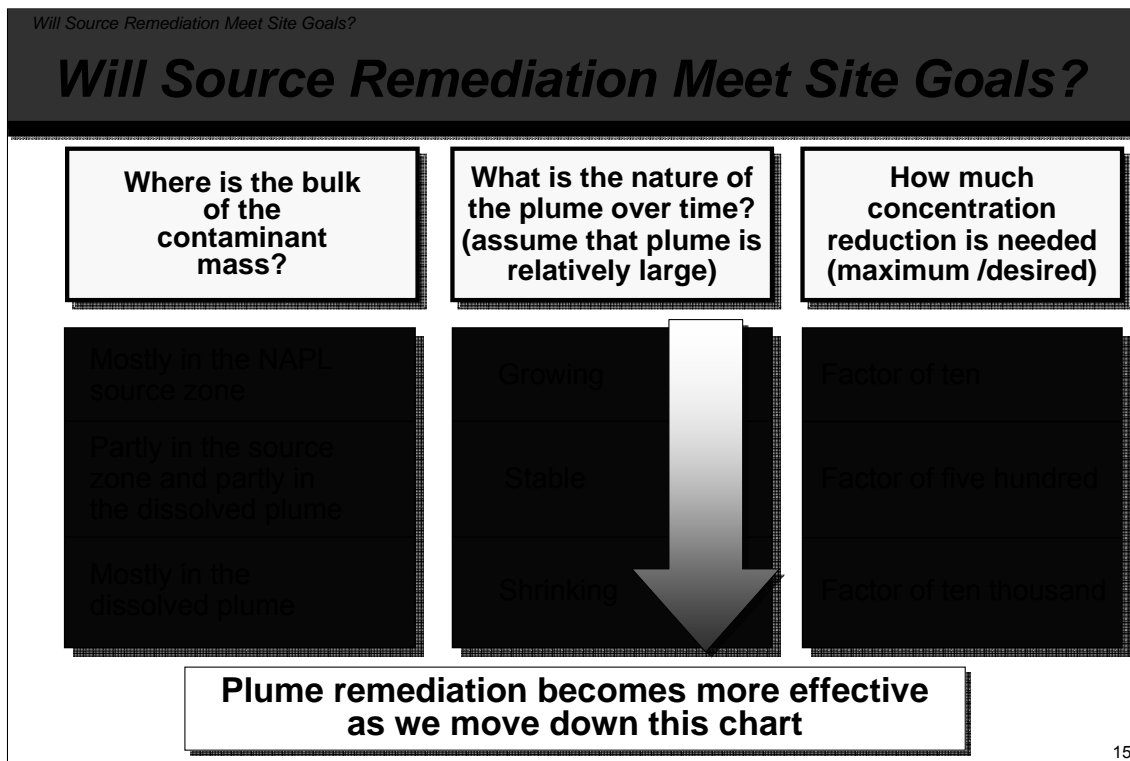 Will Source Remediation Meet Site Goals?
Will Source Remediation Meet Site Goals?
Where is the bulk
of the
contaminant
mass?
What is the nature of
the plume over time?
(assume that plume is
relatively large)
How much
concentration
reduction is needed
(maximum /desired)
Mostly in the NAPL
source zone
Growing
Factor of ten
Partly in the source
zone and partly in
the dissolved plume
Stable
Factor of five hundred
Mostly in the
dissolved plume
Shrinking
Factor of ten thousand
Plume remediation becomes more effective
as we move down this chart
15